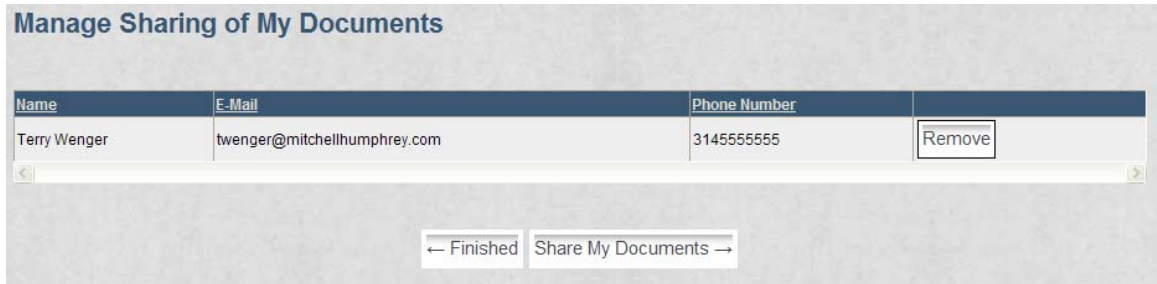 Manage Sharing of My Documents
Name E-Mail Phone Number
Terry Wenger twenger@mitchellhumphrey.com 3145555555 Remove
← Finished Share My Documents →